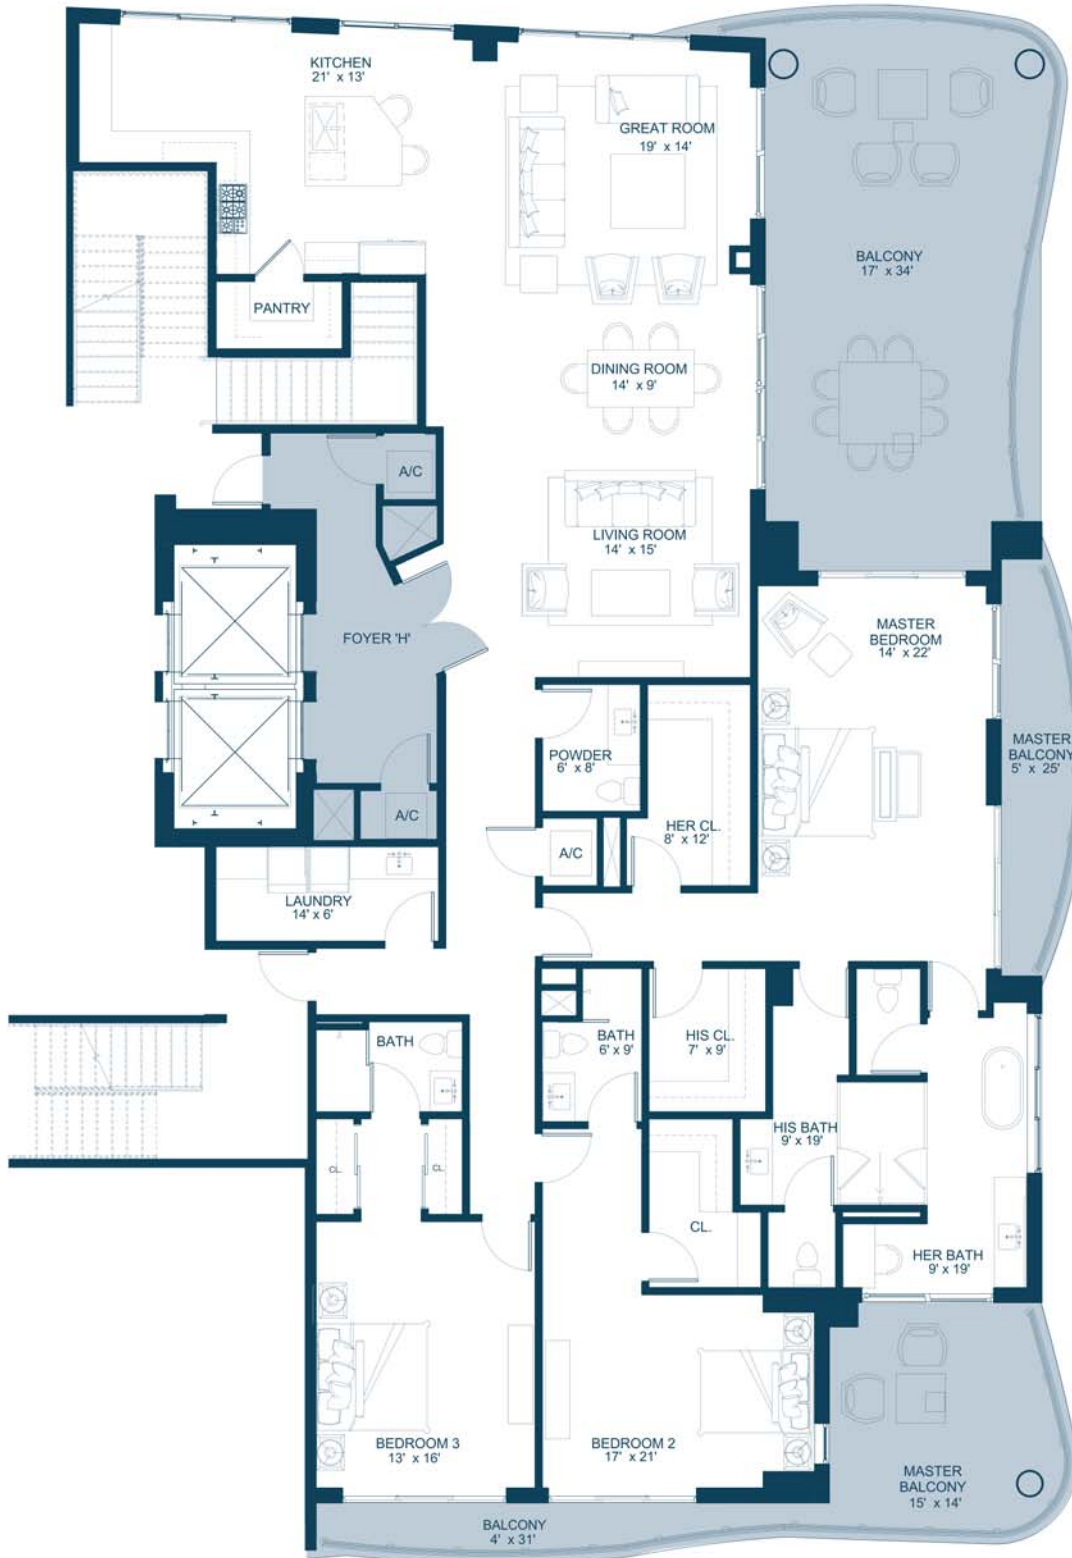 KITCHEN
21' x 13'
GREAT ROOM
19' x 14'
BALCONY
17' x 34'
PANTRY
DINING ROOM
14' x 9'
A/C
LIVING ROOM
14' x 15'
FOYER 'H'
MASTER
BEDROOM
14' x 22'
MASTER
BALCONY
5' x 25'
POWDER
6' x 8'
A/C
HER CL.
8' x 12'
A/C
LAUNDRY
14' x 6'
BATH
BATH
6' x 9'
HIS CL.
7' x 9'
HIS BATH
9' x 19'
CL.
CL.
CL.
HER BATH
9' x 19'
BEDROOM 3
13' x 16'
BEDROOM 2
17' x 21'
MASTER
BALCONY
15' x 14'
BALCONY
4' x 31'